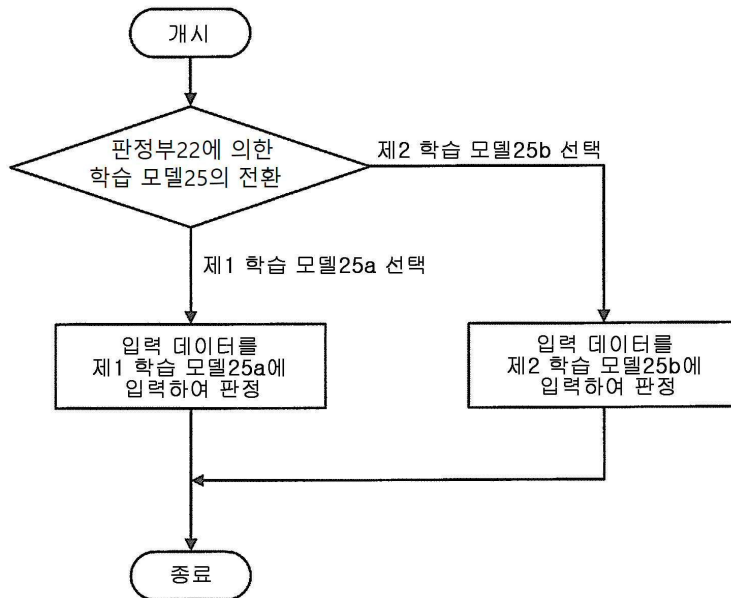 개시
판정부22에 의한
학습 모델25의 전환
제2 학습 모델25b 선택
제1 학습 모델25a 선택
입력 데이터를
제1 학습 모델25a에
입력하여 판정
입력 데이터를
제2 학습 모델25b에
입력하여 판정
종료